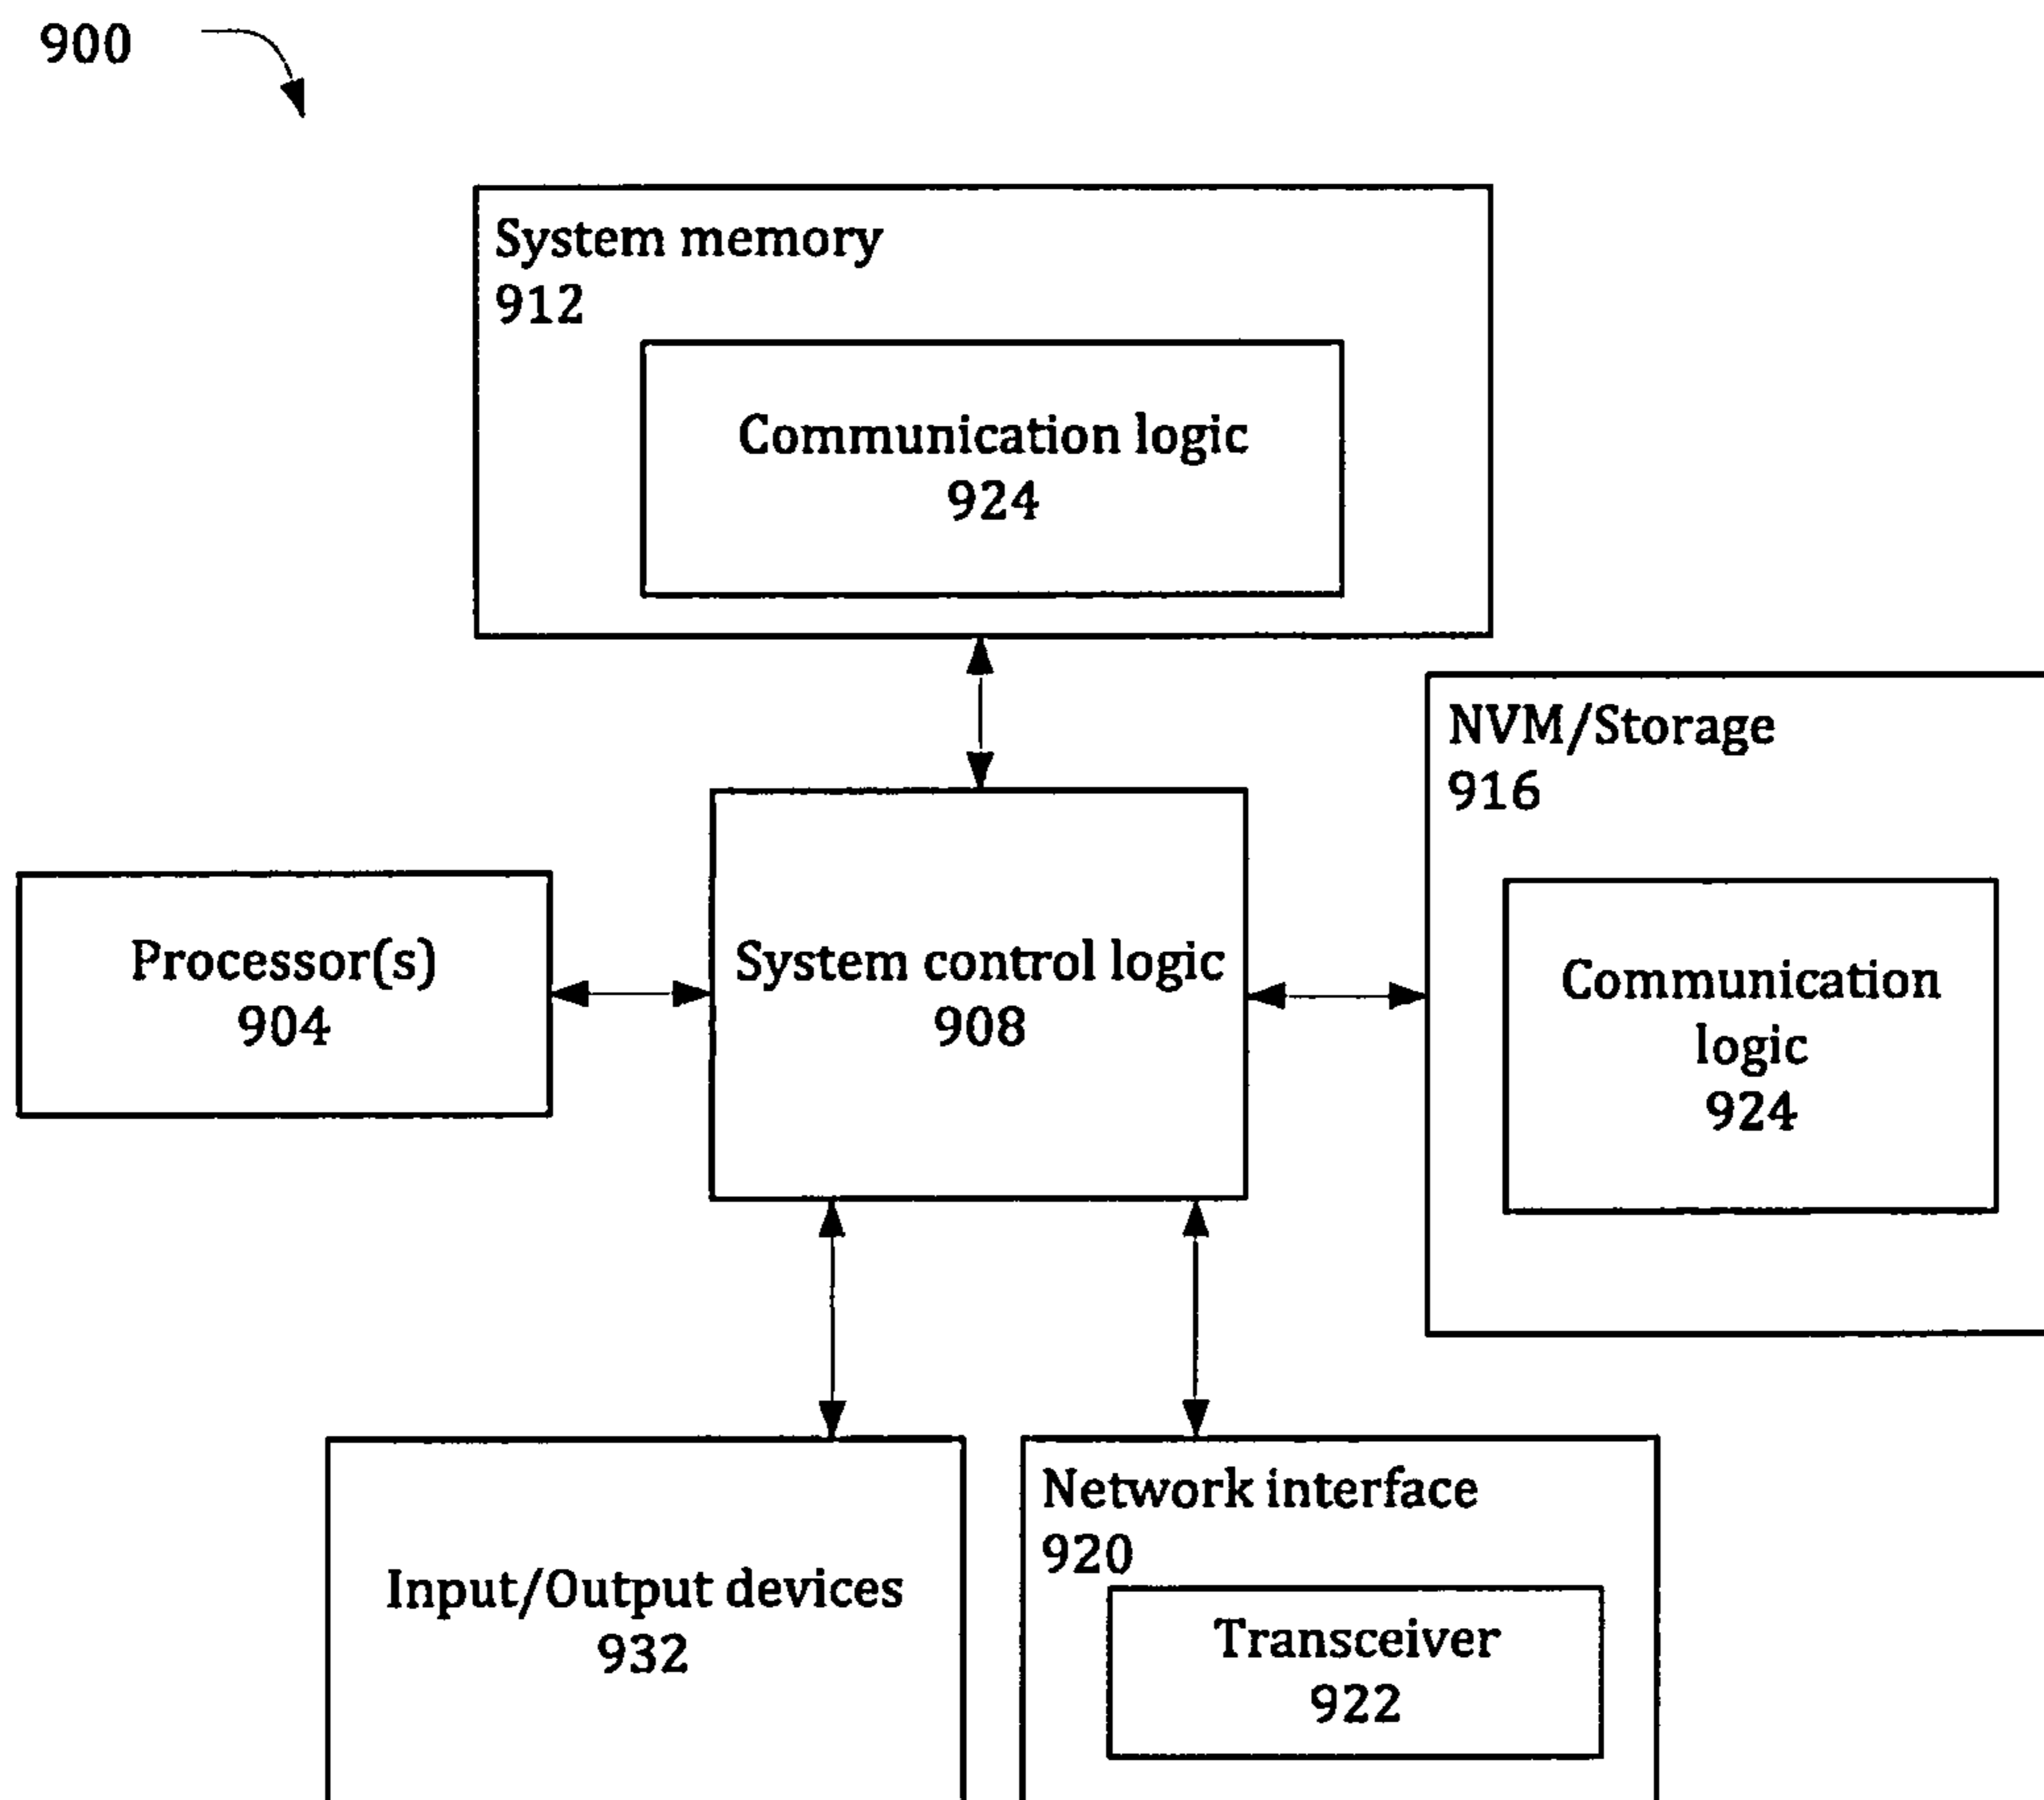 900
System memory
912
Communication logic
924
NVM/Storage
916
Processor(s)
904
System control logic
908
Communication
logic
924
Network interface
920
Input/Output devices
932
Transceiver
922